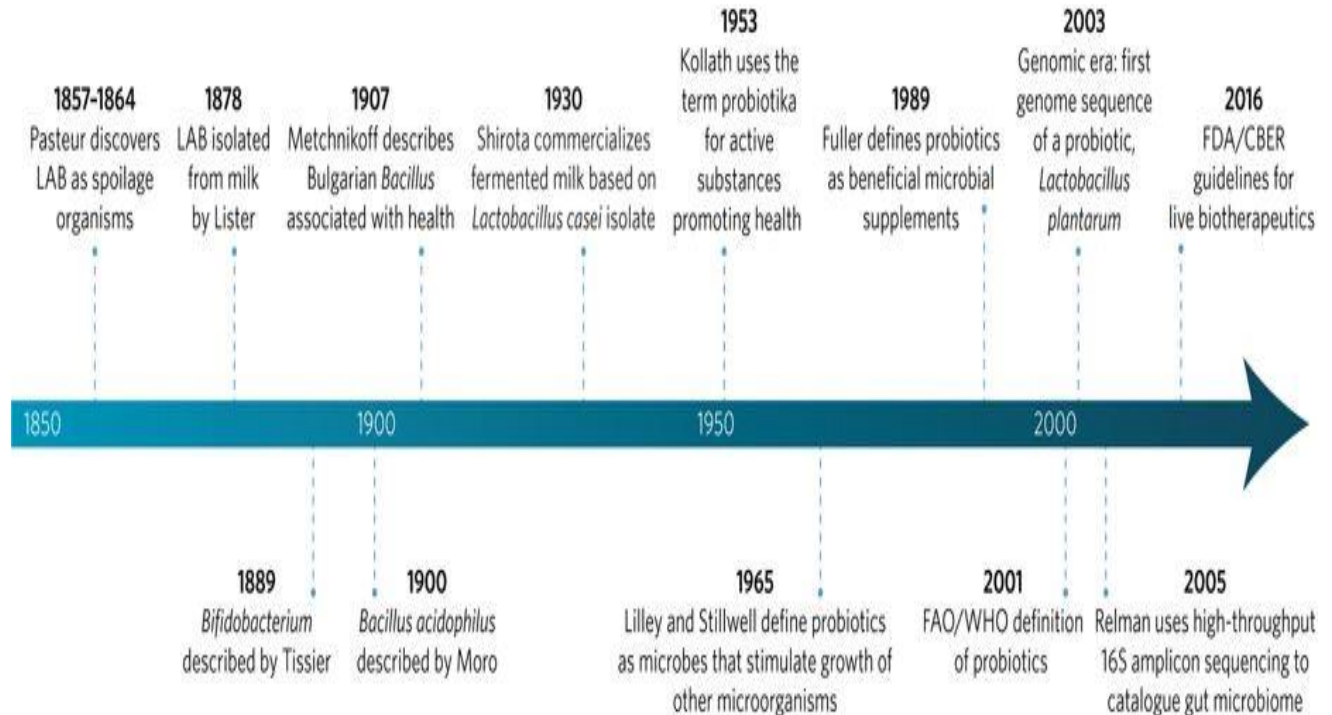 1857-1864
Pasteur discovers
LAB as spoilage
organisms
1878
LAB isolated
from milk
by Lister
1907
Metchnikoff describes
Bulgarian Bacillus
associated with health
1930
Shirota commercializes
fermented milk based on
Lactobacillus casei isolate
1953
Kollath uses the
term probiotika
for active
substances
promoting health
1989
Fuller defines probiotics
as beneficial microbial
supplements
2003
Genomic era: first
genome sequence
of a probiotic,
Lactobacillus
plantarum
2016
FDA/CBER
guidelines for
live biotherapeutics
1850
1900
1950
2000
1889
Bifidobacterium
described by Tissier
1900
Bacillus acidophilus
described by Moro
1965
Lilley and Stillwell define probiotics
as microbes that stimulate growth of
other microorganisms
2001
FAO/WHO definition
of probiotics
2005
Relman uses high-throughput
16S amplicon sequencing to
catalogue gut microbiome